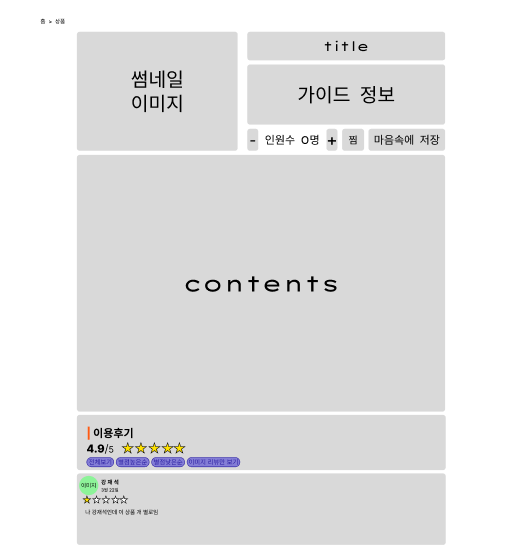 홈 > 상품
썸네일
이미지
title
가이드 정보
- 인원수 0명 + 찜 마음속에 저장
contents
이용후기
4.9/5
전체보기 별점높은순 별점낮은순 이미지 리뷰만 보기
이미지
강 재 석
3월 22일
나 강재석인데 이 상품 개 별로임